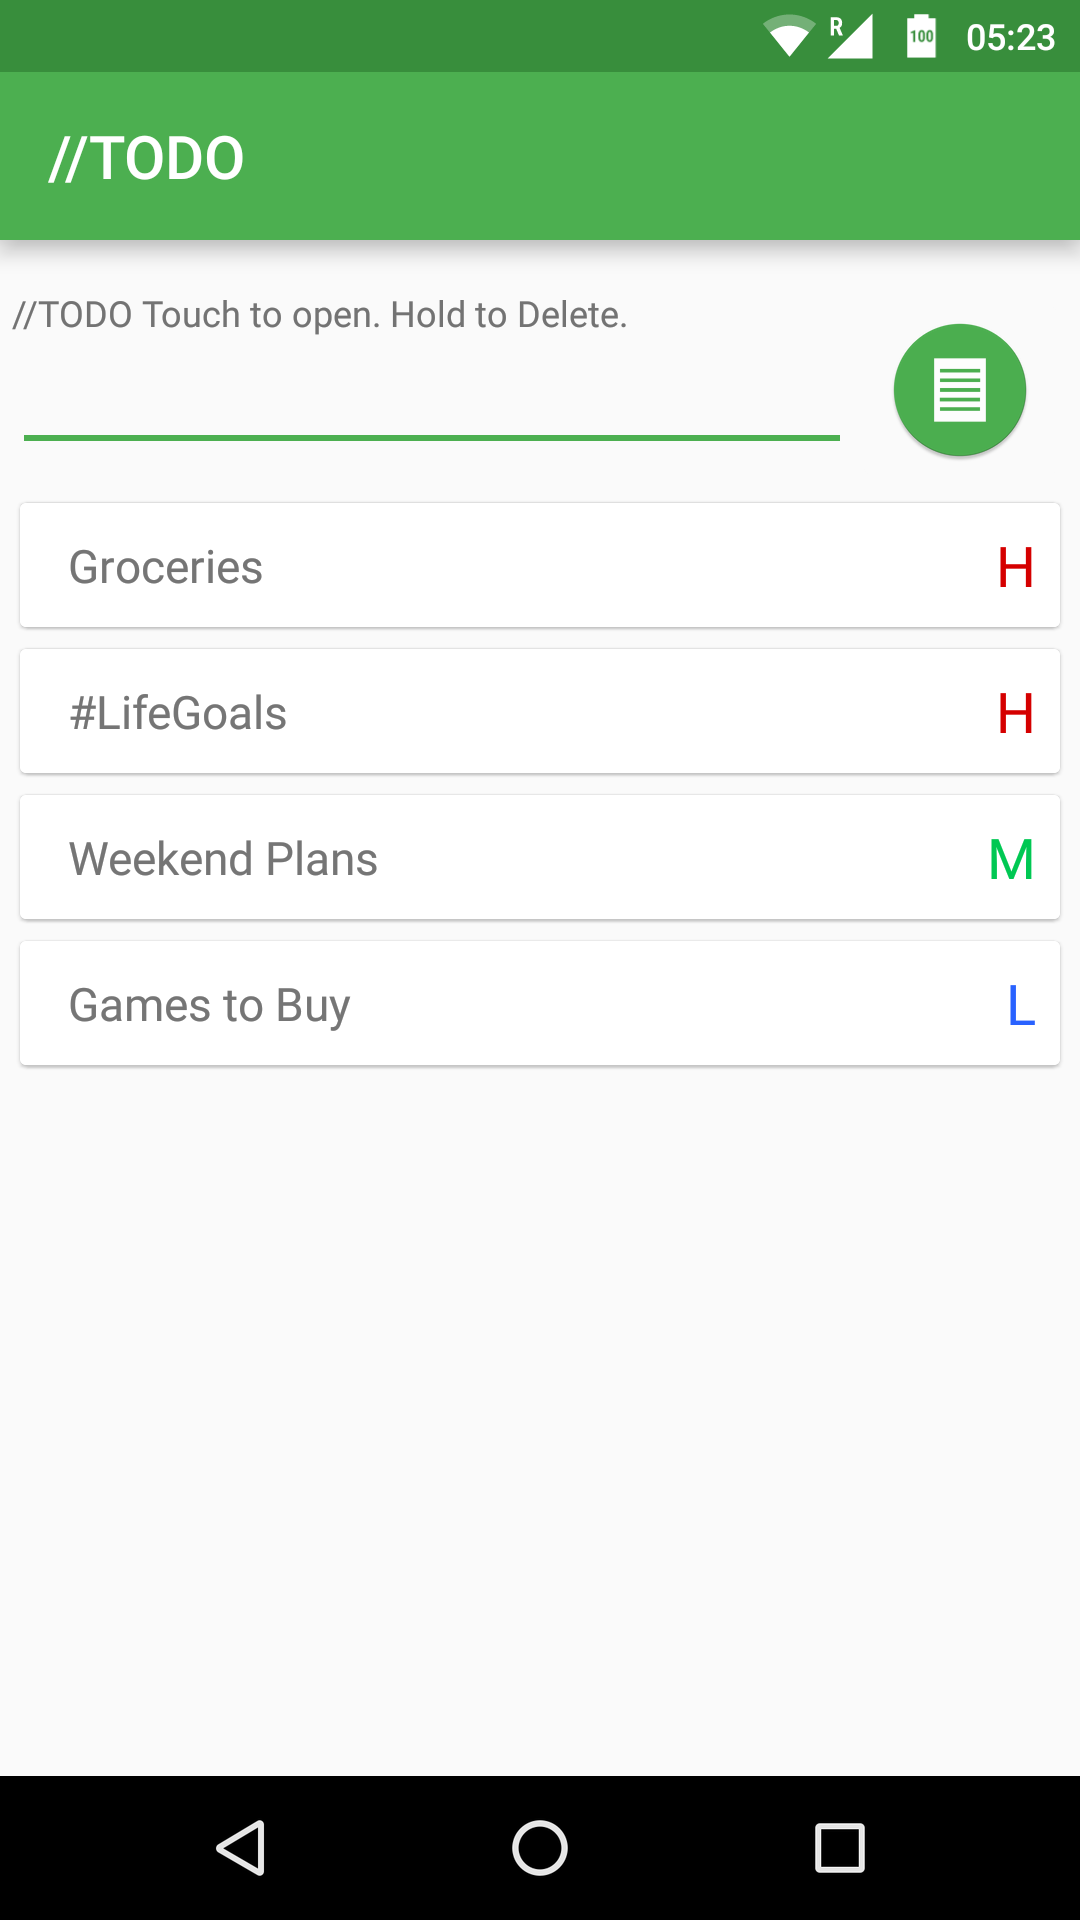 R 100 05:23
//TODO
//TODO Touch to open. Hold to Delete.
Groceries H
#LifeGoals H
Weekend Plans M
Games to Buy L